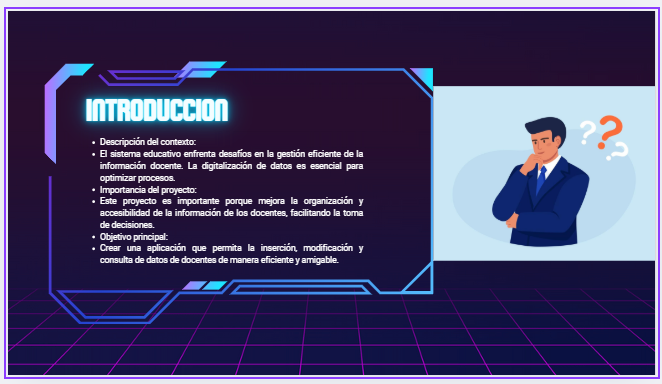 INTRODUCCION
• Descripción del contexto:
• El sistema educativo enfrenta desafíos en la gestión eficiente de la
información docente. La digitalización de datos es esencial para
optimizar procesos.
• Importancia del proyecto:
• Este proyecto es importante porque mejora la organización y
accesibilidad de la información de los docentes, facilitando la toma
de decisiones.
• Objetivo principal:
• Crear una aplicación que permita la inserción, modificación y
consulta de datos de docentes de manera eficiente y amigable.
???